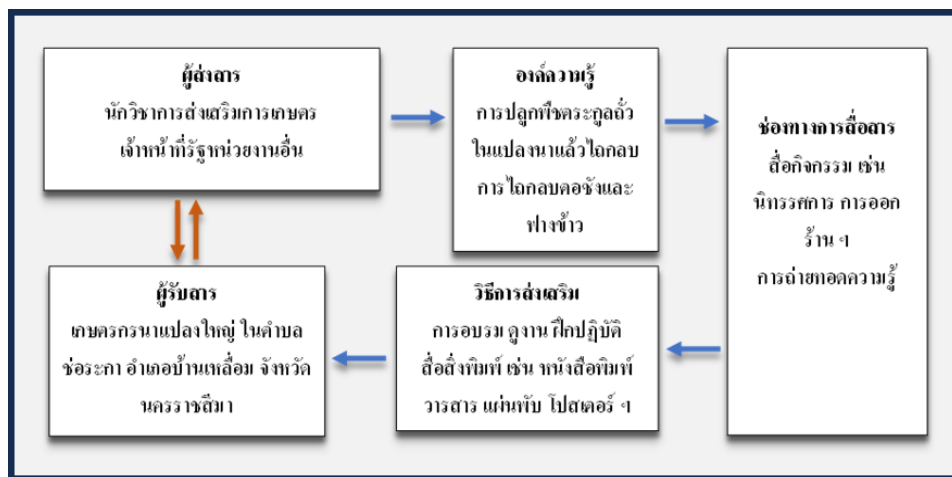 ผู้ส่งสาร
นักวิชาการส่งเสริมการเกษตร
เจ้าหน้าที่รัฐหน่วยงานอื่น
องค์ความรู้
การปลูกพืชตระกูลถั่ว
ในแปลงนาแล้วไถกลบ
การไถกลบตอซังและ
ฟางข้าว
ช่องทางการสื่อสาร
สื่อกิจกรรม เช่น
นิทรรศการ การออก
ร้าน ฯ
การถ่ายทอดความรู้
วิธีการส่งเสริม
การอบรม ดูงาน ฝึกปฏิบัติ
สื่อสิ่งพิมพ์ เช่น หนังสือพิมพ์
วารสาร แผ่นพับ โปสเตอร์ ฯ
ผู้รับสาร
เกษตรกรนาแปลงใหญ่ ในตำบล
ช่อระกา อำเภอบ้านเหลื่อม จังหวัด
นครราชสีมา